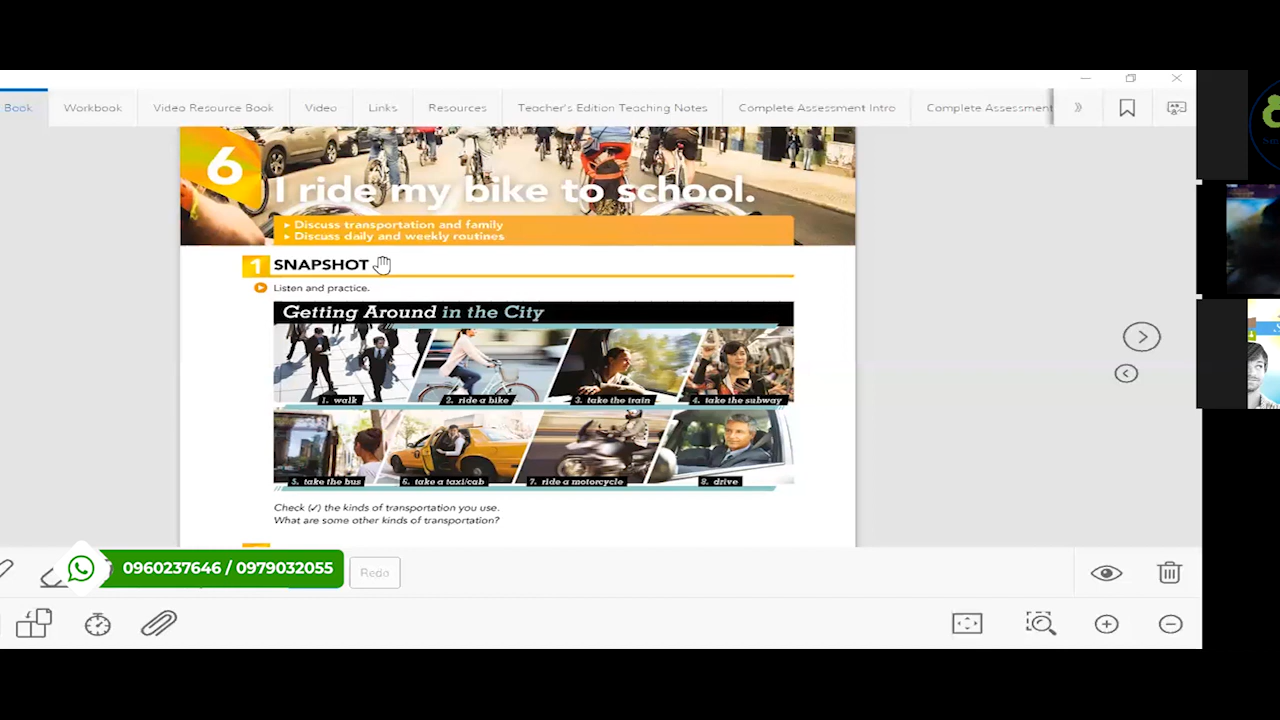 Book
Workbook
Video Resource Book
Video
Links
Resources
Teacher's Edition Teaching Notes
Complete Assessment Intro
Complete Assessment
6
I ride my bike to school.
▸ Discuss transportation and family
▸ Discuss daily and weekly routines
1 SNAPSHOT
Listen and practice.
Getting Around in the City
1. walk
2. ride a bike
3. take the train
4. take the subway
5. take the bus
6. take a taxi/cab
7. ride a motorcycle
8. drive
Check (✓) the kinds of transportation you use.
What are some other kinds of transportation?
0960237646 / 0979032055
Redo